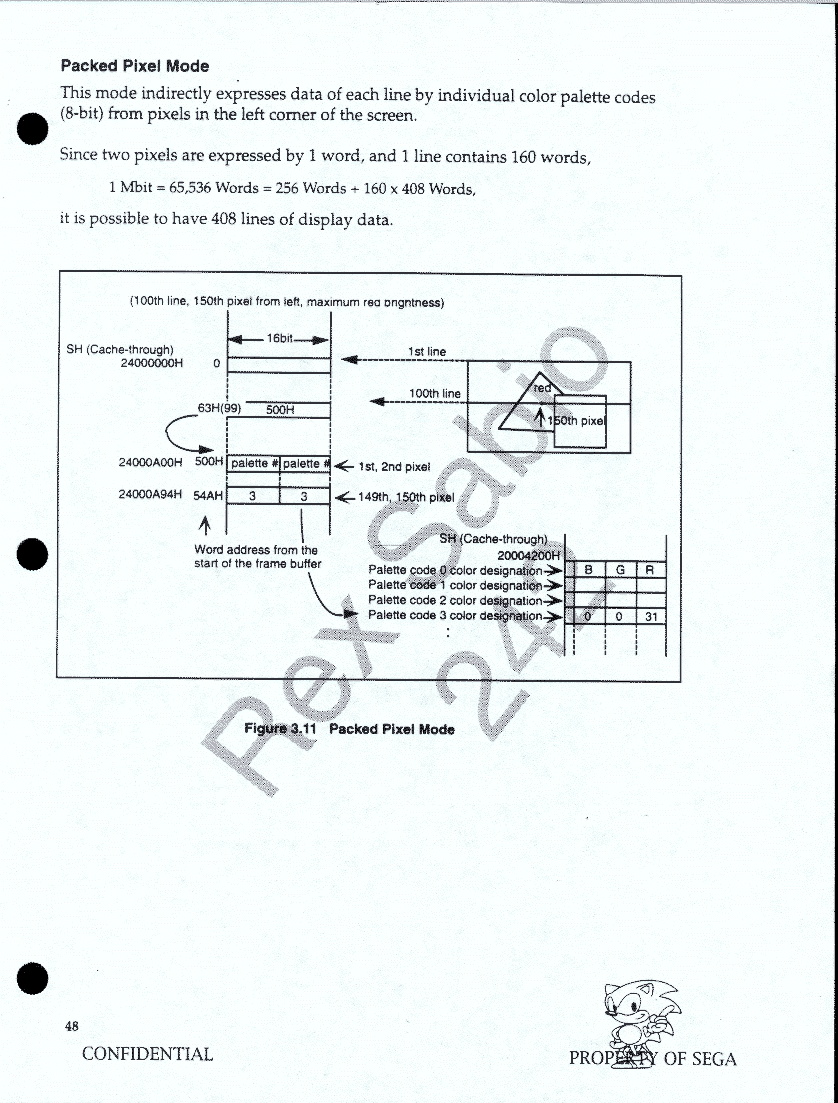 Packed Pixel Mode
This mode indirectly expresses data of each line by individual color palette codes
(8-bit) from pixels in the left corner of the screen.
Since two pixels are expressed by 1 word, and 1 line contains 160 words,
1 Mbit = 65,536 Words = 256 Words + 160 x 408 Words,
it is possible to have 408 lines of display data.
(100th line, 150th pixel from left, maximum red brightness)
16bit
SH (Cache-through)
24000000H 0
1st line
63H(99) 500H
100th line
red
150th pixel
24000A00H 500H palette # palette # 1st, 2nd pixel
24000A94H 54AH 3 3 149th, 150th pixel
Word address from the
start of the frame buffer
SH (Cache-through)
20004200H
Palette code 0 color designation B G R
Palette code 1 color designation
Palette code 2 color designation
Palette code 3 color designation 0 0 31
:
Figure 3.11 Packed Pixel Mode
Rex Sabio
242
48
CONFIDENTIAL
PROPERTY OF SEGA